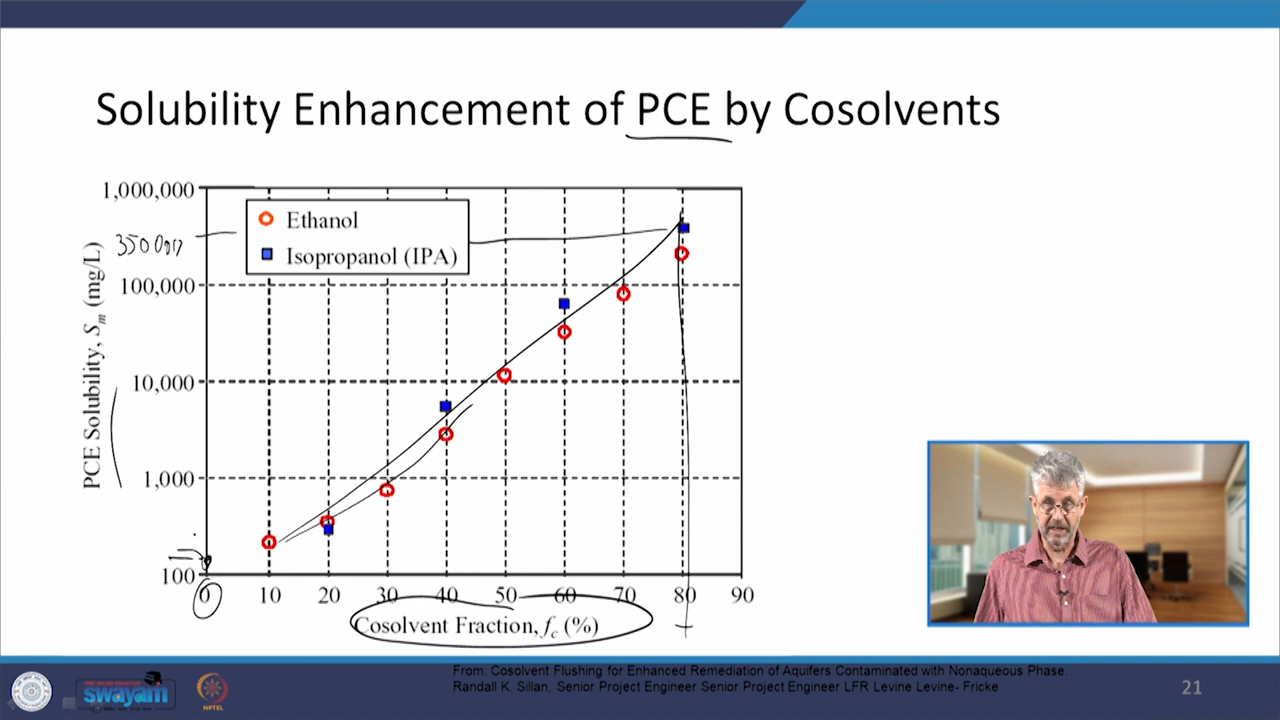 Solubility Enhancement of PCE by Cosolvents
1,000,000
100,000
10,000
1,000
100
PCE Solubility, Sm (mg/L)
Ethanol
Isopropanol (IPA)
0 10 20 30 40 50 60 70 80 90
Cosolvent Fraction, fc (%)
From: Cosolvent Flushing for Enhanced Remediation of Aquifers Contaminated with Nonaqueous Phase.
Randall K. Sillan, Senior Project Engineer Senior Project Engineer LFR Levine Levine- Fricke
swayam
NPTEL
21